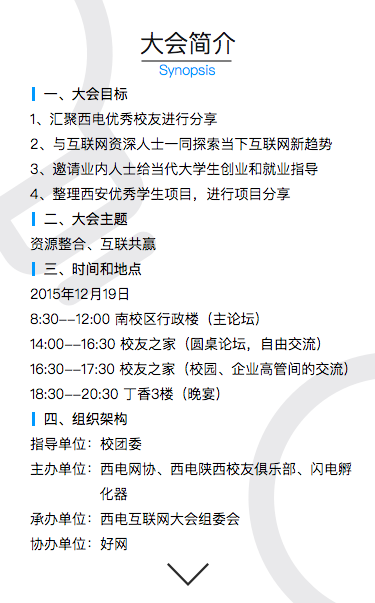 大会简介
Synopsis
一、大会目标
1、汇聚西电优秀校友进行分享
2、与互联网资深人士一同探索当下互联网新趋势
3、邀请业内人士给当代大学生创业和就业指导
4、整理西安优秀学生项目，进行项目分享
二、大会主题
资源整合、互联共赢
三、时间和地点
2015年12月19日
8:30--12:00 南校区行政楼（主论坛）
14:00--16:30 校友之家（圆桌论坛，自由交流）
16:30--17:30 校友之家（校园、企业高管间的交流）
18:30--20:30 丁香3楼（晚宴）
四、组织架构
指导单位：校团委
主办单位：西电网协、西电陕西校友俱乐部、闪电孵
化器
承办单位：西电互联网大会组委会
协办单位：好网